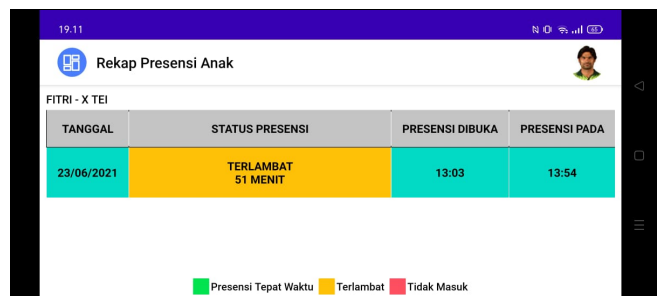 19.11
65
Rekap Presensi Anak
FITRI - X TEI
TANGGAL STATUS PRESENSI PRESENSI DIBUKA PRESENSI PADA
23/06/2021 TERLAMBAT 51 MENIT 13:03 13:54
Presensi Tepat Waktu Terlambat Tidak Masuk